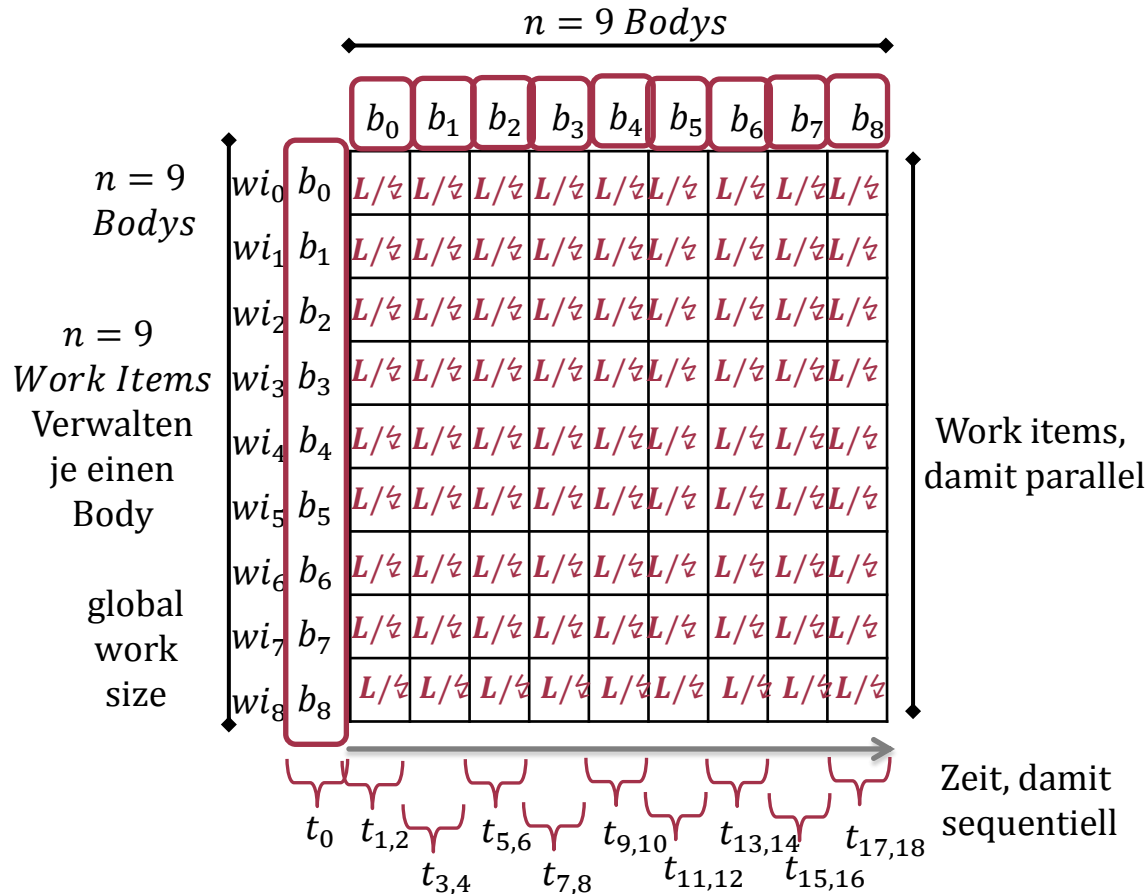 n = 9 Bodys
b₀ b₁ b₂ b₃ b₄ b₅ b₆ b₇ b₈
n = 9
Bodys
n = 9
Work Items
Verwalten
je einen
Body
global
work
size
wi₀ b₀ L/↯ L/↯ L/↯ L/↯ L/↯ L/↯ L/↯ L/↯ L/↯
wi₁ b₁ L/↯ L/↯ L/↯ L/↯ L/↯ L/↯ L/↯ L/↯ L/↯
wi₂ b₂ L/↯ L/↯ L/↯ L/↯ L/↯ L/↯ L/↯ L/↯ L/↯
wi₃ b₃ L/↯ L/↯ L/↯ L/↯ L/↯ L/↯ L/↯ L/↯ L/↯
wi₄ b₄ L/↯ L/↯ L/↯ L/↯ L/↯ L/↯ L/↯ L/↯ L/↯
wi₅ b₅ L/↯ L/↯ L/↯ L/↯ L/↯ L/↯ L/↯ L/↯ L/↯
wi₆ b₆ L/↯ L/↯ L/↯ L/↯ L/↯ L/↯ L/↯ L/↯ L/↯
wi₇ b₇ L/↯ L/↯ L/↯ L/↯ L/↯ L/↯ L/↯ L/↯ L/↯
wi₈ b₈ L/↯ L/↯ L/↯ L/↯ L/↯ L/↯ L/↯ L/↯ L/↯
Work items,
damit parallel
Zeit, damit
sequentiell
t₀ t₁,₂ t₅,₆ t₉,₁₀ t₁₃,₁₄ t₁₇,₁₈
t₃,₄ t₇,₈ t₁₁,₁₂ t₁₅,₁₆